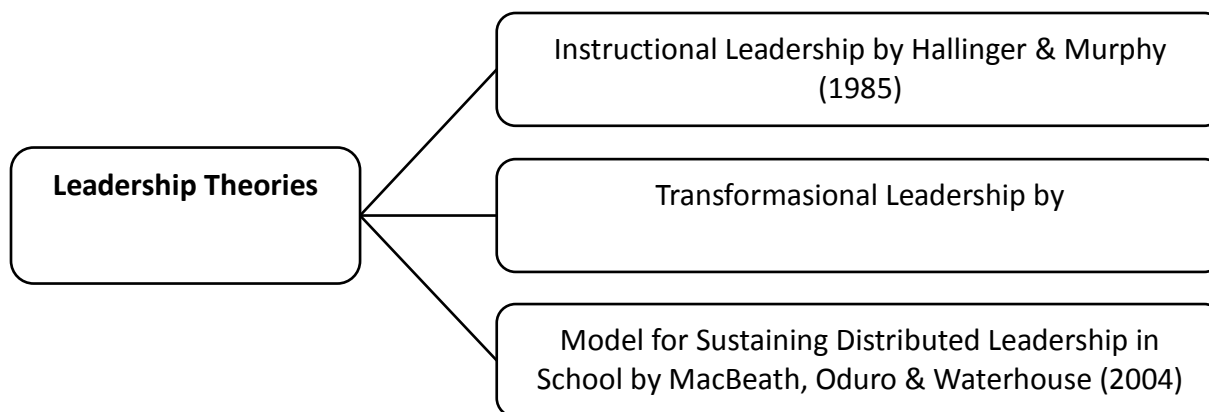 Instructional Leadership by Hallinger & Murphy
(1985)
Leadership Theories
Transformasional Leadership by
Model for Sustaining Distributed Leadership in
School by MacBeath, Oduro & Waterhouse (2004)